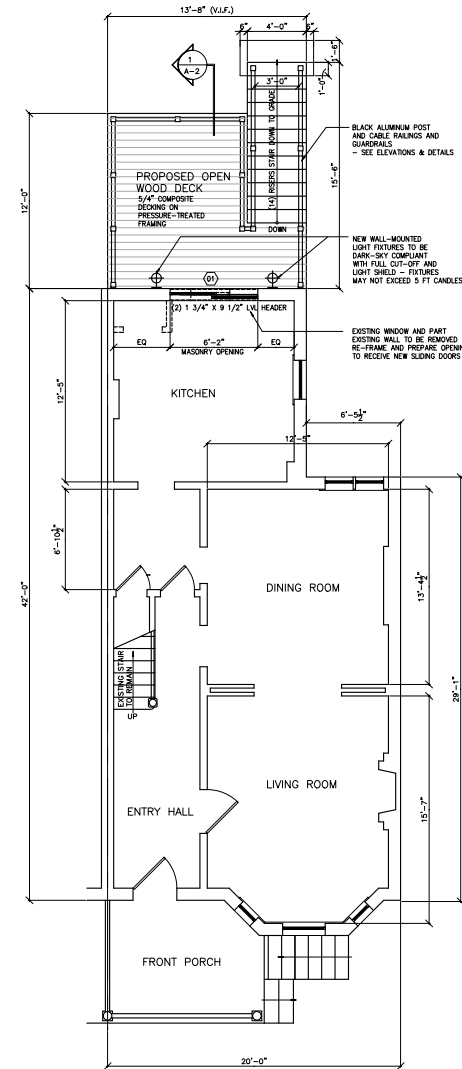 13'-8" (V.I.F.)
6" 4'-0" 6"
1'-6"
1'-0"
3'-0"
1
A-2
(14) RISERS STAIR DOWN TO GRADE
15'-6"
BLACK ALUMINUM POST
AND CABLE RAILINGS AND
GUARDRAILS
- SEE ELEVATIONS & DETAILS
12'-0"
PROPOSED OPEN
WOOD DECK
5/4" COMPOSITE
DECKING ON
PRESSURE-TREATED
FRAMING
DOWN
NEW WALL-MOUNTED
LIGHT FIXTURES TO BE
DARK-SKY COMPLIANT
WITH FULL CUT-OFF AND
LIGHT SHIELD - FIXTURES
MAY NOT EXCEED 5 FT CANDLES
01
(2) 1 3/4" X 9 1/2" LVL HEADER
EXISTING WINDOW AND PART
EXISTING WALL TO BE REMOVED
RE-FRAME AND PREPARE OPENIN
TO RECEIVE NEW SLIDING DOORS
EQ 6'-2" EQ
MASONRY OPENING
KITCHEN
12'-5"
6'-5½"
12'-5"
6'-10½"
42'-0"
DINING ROOM
13'-4½"
29'-1"
EXISTING STAIR
TO REMAIN
UP
LIVING ROOM
ENTRY HALL
15'-7"
FRONT PORCH
20'-0"